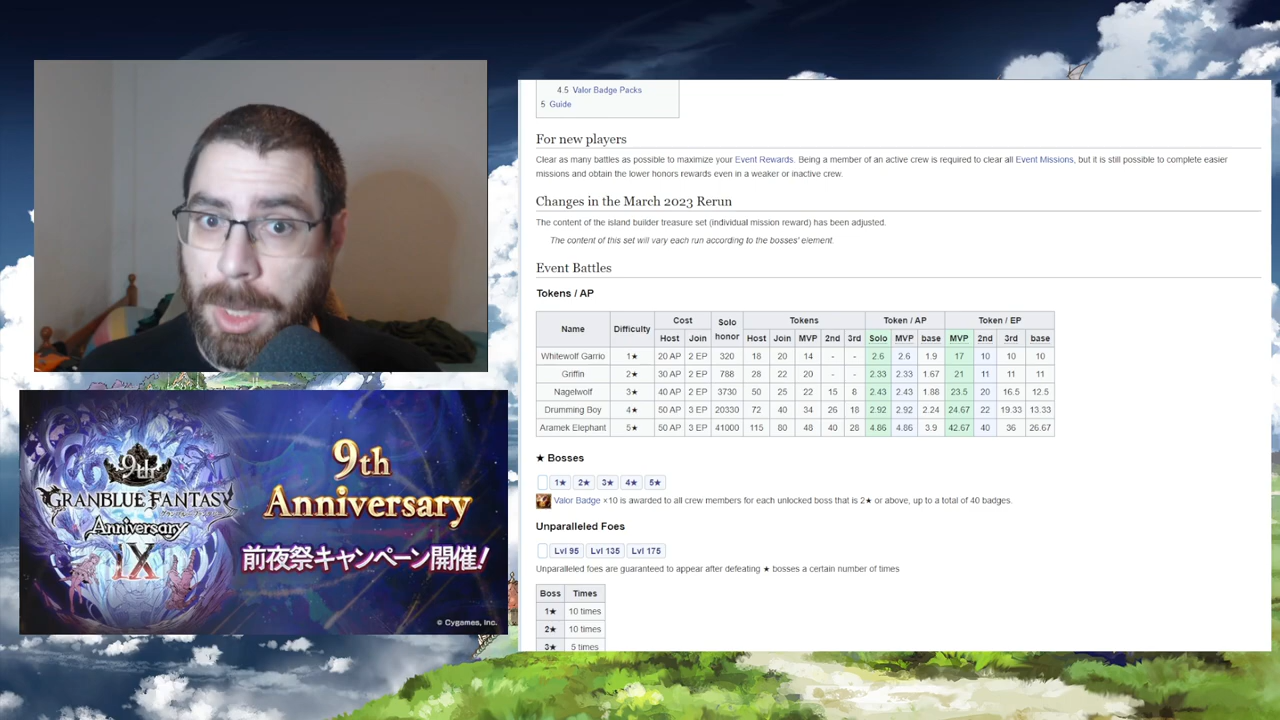 4.5 Valor Badge Packs
5 Guide
For new players
Clear as many battles as possible to maximize your Event Rewards. Being a member of an active crew is required to clear all Event Missions, but it is still possible to complete easier
missions and obtain the lower honors rewards even in a weaker or inactive crew.
Changes in the March 2023 Rerun
The content of the island builder treasure set (individual mission reward) has been adjusted.
The content of this set will vary each run according to the bosses' element.
Event Battles
Tokens / AP
Name Difficulty Cost Solo honor Tokens Token / AP Token / EP
Host Join Host Join MVP 2nd 3rd Solo MVP base MVP 2nd 3rd base
Whitewolf Garrio 1★ 20 AP 2 EP 320 18 20 14 - - 2.6 2.6 1.9 17 10 10 10
Griffin 2★ 30 AP 2 EP 788 28 22 20 - - 2.33 2.33 1.67 21 11 11 11
Nagelwolf 3★ 40 AP 2 EP 3730 50 25 22 15 8 2.43 2.43 1.88 23.5 20 16.5 12.5
Drumming Boy 4★ 50 AP 3 EP 20330 72 40 34 26 18 2.92 2.92 2.24 24.67 22 19.33 13.33
Aramek Elephant 5★ 50 AP 3 EP 41000 115 80 48 40 28 4.86 4.86 3.9 42.67 40 36 26.67
★ Bosses
1★ 2★ 3★ 4★ 5★
Valor Badge ×10 is awarded to all crew members for each unlocked boss that is 2★ or above, up to a total of 40 badges.
Unparalleled Foes
Lvl 95 Lvl 135 Lvl 175
Unparalleled foes are guaranteed to appear after defeating ★ bosses a certain number of times
Boss Times
1★ 10 times
2★ 10 times
3★ 5 times
9th
GRANBLUE FANTASY
Anniversary
IX
9th
Anniversary
前夜祭キャンペーン開催!
© Cygames, Inc.